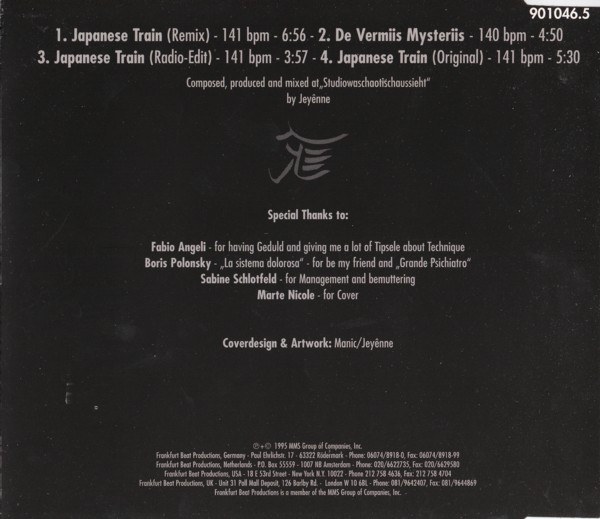 901046.5
1. Japanese Train (Remix) - 141 bpm - 6:56 - 2. De Vermiis Mysteriis - 140 bpm - 4:50
3. Japanese Train (Radio-Edit) - 141 bpm - 3:57 - 4. Japanese Train (Original) - 141 bpm - 5:30
Composed, produced and mixed at„Studiowaschaotischaussieht“
by Jeyênne
Special Thanks to:
Fabio Angeli - for having Geduld and giving me a lot of Tipsele about Technique
Boris Polonsky - „La sistema dolorosa“ - for be my friend and „Grande Psichiatro“
Sabine Schlotfeld - for Management and bemuttering
Marte Nicole - for Cover
Coverdesign & Artwork: Manic/Jeyênne
℗+© 1995 MMS Group of Companies, Inc.
Frankfurt Beat Productions, Germany - Paul Ehrlichstr. 17 - 63322 Rödermark - Phone: 06074/8918-0, Fax: 06074/8918-99
Frankfurt Beat Productions, Netherlands - P.O. Box 55559 - 1007 NB Amsterdam - Phone: 020/6622735, Fax: 020/6629580
Frankfurt Beat Productions, USA - 18 E 53rd Street - New York N.Y. 10022 - Phone 212 758 4636, Fax: 212 758 4704
Frankfurt Beat Productions, UK - Unit 31 Pall Mall Deposit, 126 Barlby Rd. - London W 10 6BL - Phone: 081/9642407, Fax: 081/9644869
Frankfurt Beat Productions is a member of the MMS Group of Companies, Inc.